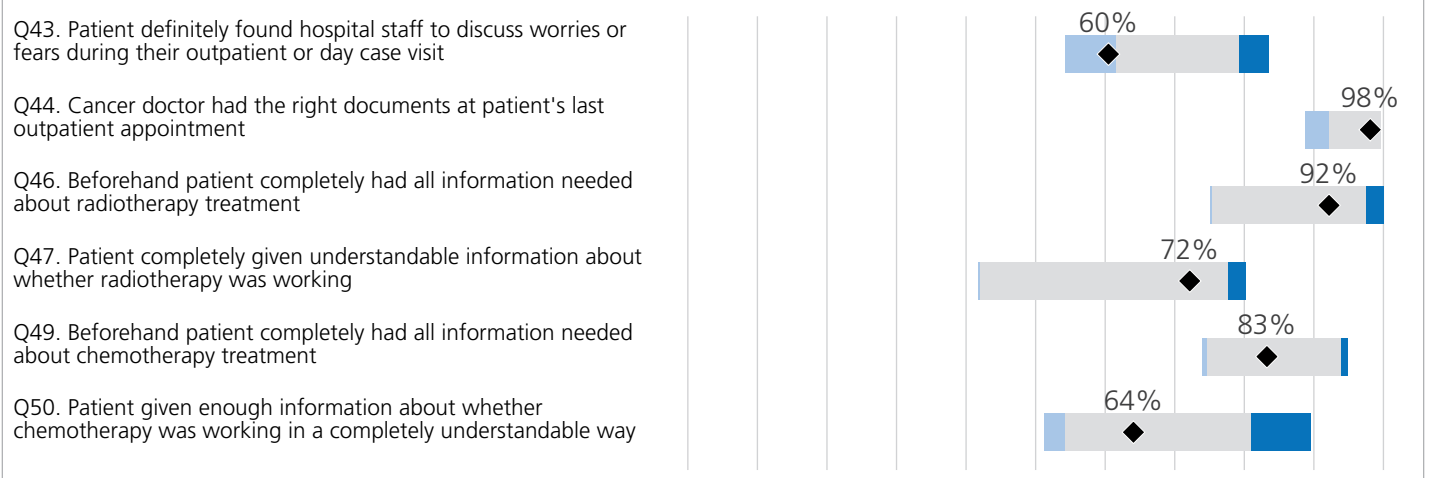 Q43. Patient definitely found hospital staff to discuss worries or
fears during their outpatient or day case visit
60%
Q44. Cancer doctor had the right documents at patient's last
outpatient appointment
98%
Q46. Beforehand patient completely had all information needed
about radiotherapy treatment
92%
Q47. Patient completely given understandable information about
whether radiotherapy was working
72%
Q49. Beforehand patient completely had all information needed
about chemotherapy treatment
83%
Q50. Patient given enough information about whether
chemotherapy was working in a completely understandable way
64%